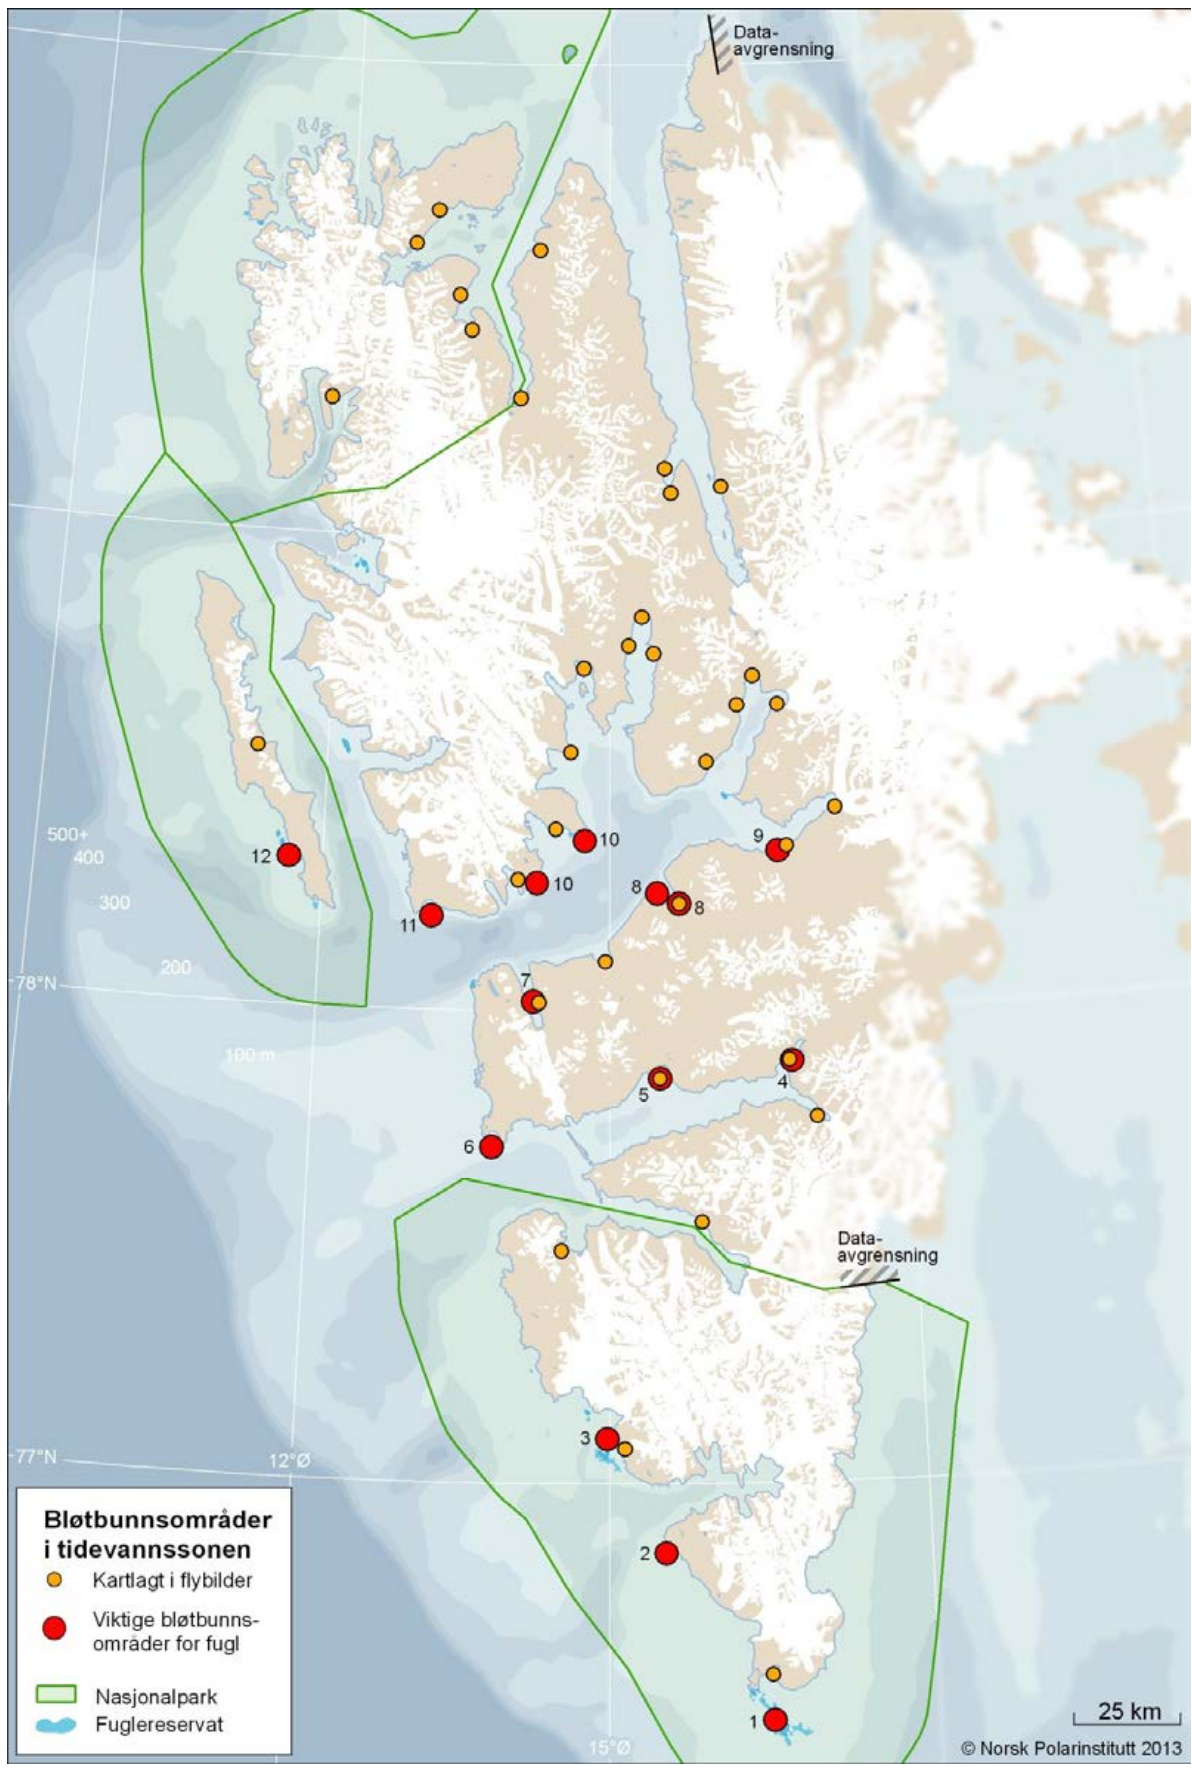 Data-
avgrensning
500+
400
300
200
100 m
78°N
12
11
10
10
9
8
8
7
6
5
4
Data-
avgrensning
3
77°N
12°Ø
2
1
15°Ø
Bløtbunnsområder
i tidevannssonen
Kartlagt i flybilder
Viktige bløtbunns-
områder for fugl
Nasjonalpark
Fuglereservat
25 km
© Norsk Polarinstitutt 2013